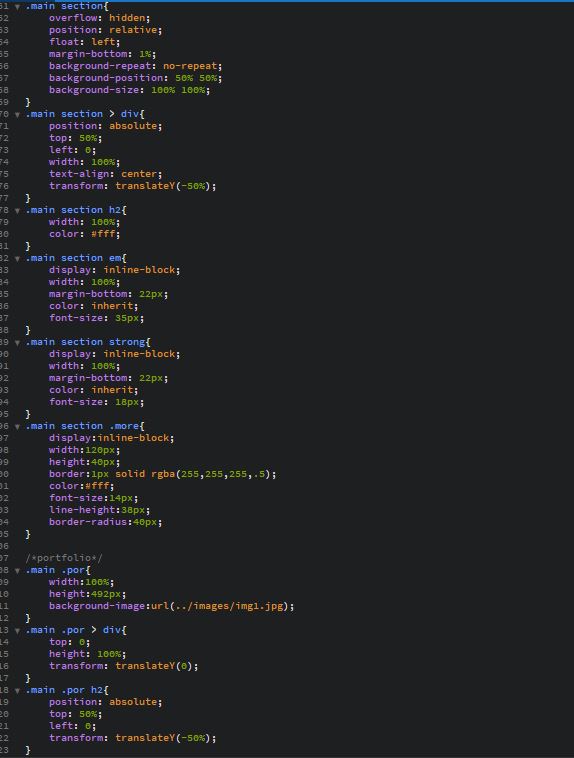 61 .main section{
62 overflow: hidden;
63 position: relative;
64 float: left;
65 margin-bottom: 1%;
66 background-repeat: no-repeat;
67 background-position: 50% 50%;
68 background-size: 100% 100%;
69 }
70 .main section > div{
71 position: absolute;
72 top: 50%;
73 left: 0;
74 width: 100%;
75 text-align: center;
76 transform: translateY(-50%);
77 }
78 .main section h2{
79 width: 100%;
80 color: #fff;
81 }
82 .main section em{
83 display: inline-block;
84 width: 100%;
85 margin-bottom: 22px;
86 color: inherit;
87 font-size: 35px;
88 }
89 .main section strong{
90 display: inline-block;
91 width: 100%;
92 margin-bottom: 22px;
93 color: inherit;
94 font-size: 18px;
95 }
96 .main section .more{
97 display:inline-block;
98 width:120px;
99 height:40px;
00 border:1px solid rgba(255,255,255,.5);
01 color:#fff;
02 font-size:14px;
03 line-height:38px;
04 border-radius:40px;
05 }
06
07 /*portfolio*/
08 .main .por{
09 width:100%;
10 height:492px;
11 background-image:url(../images/img1.jpg);
12 }
13 .main .por > div{
14 top: 0;
15 height: 100%;
16 transform: translateY(0);
17 }
18 .main .por h2{
19 position: absolute;
20 top: 50%;
21 left: 0;
22 transform: translateY(-50%);
23 }